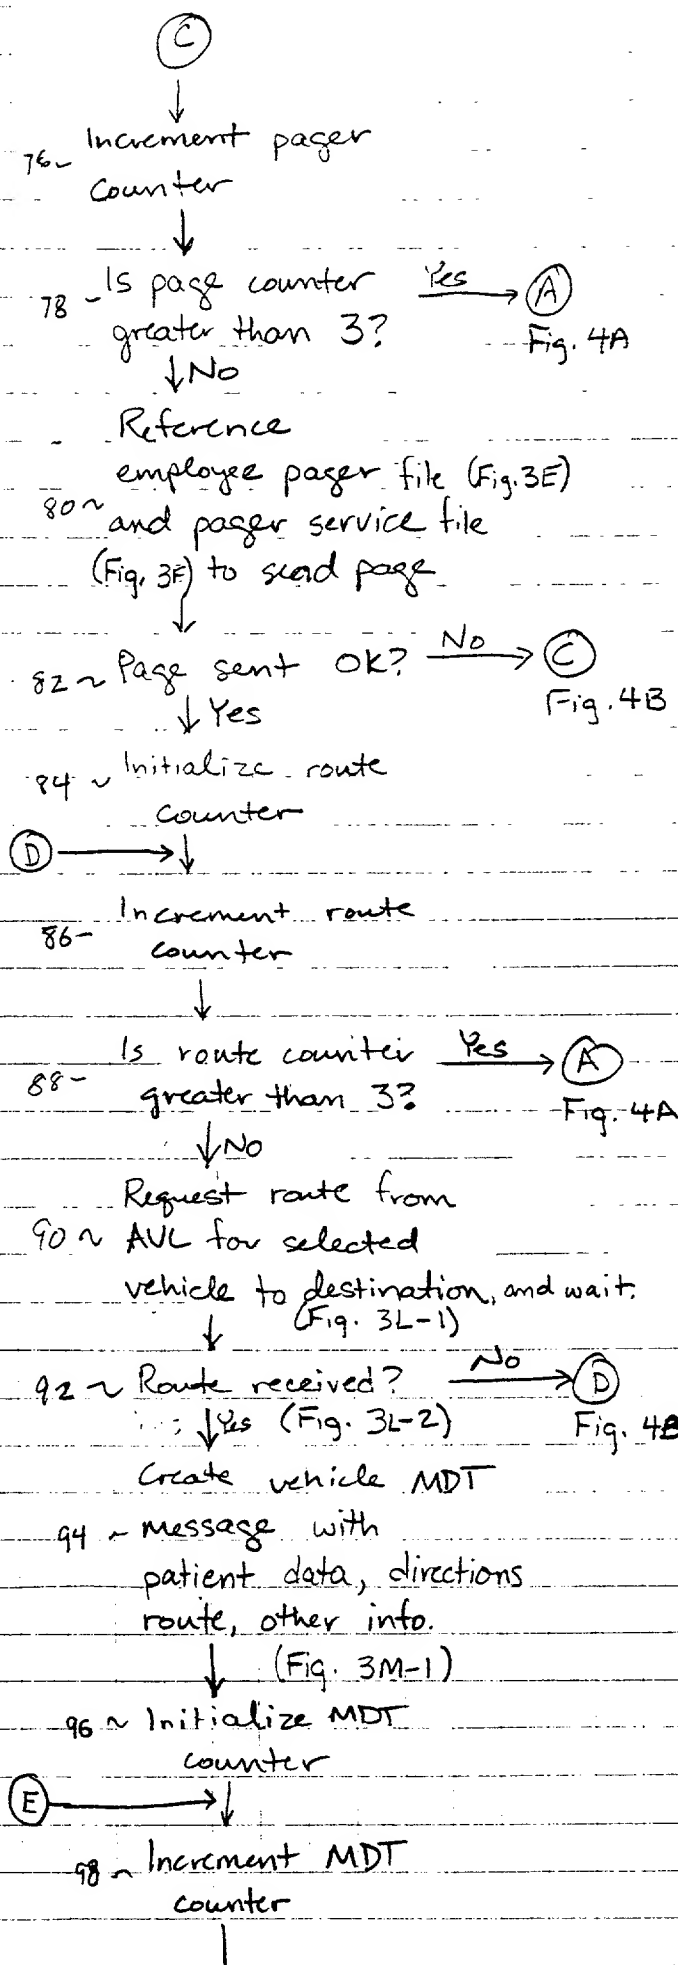 C
Increment pager
76~
counter
Is page counter Yes A
78 -
greater than 3? Fig. 4A
No
Reference
employee pager file (Fig. 3E)
80~ and pager service file
(Fig. 3F) to send page
82 ~ Page sent OK? No C
Yes Fig. 4B
84 ~ Initialize route
counter
D
Increment route
86-
counter
Is route counter Yes A
88-
greater than 3? Fig. 4A
No
Request route from
90 ~ AVL for selected
vehicle to destination, and wait.
(Fig. 3L-1)
92 ~ Route received? No D
Yes (Fig. 3L-2) Fig. 4B
Create vehicle MDT
94 ~ message with
patient data, directions
route, other info.
(Fig. 3M-1)
96 ~ Initialize MDT
counter
E
98 ~ Increment MDT
counter